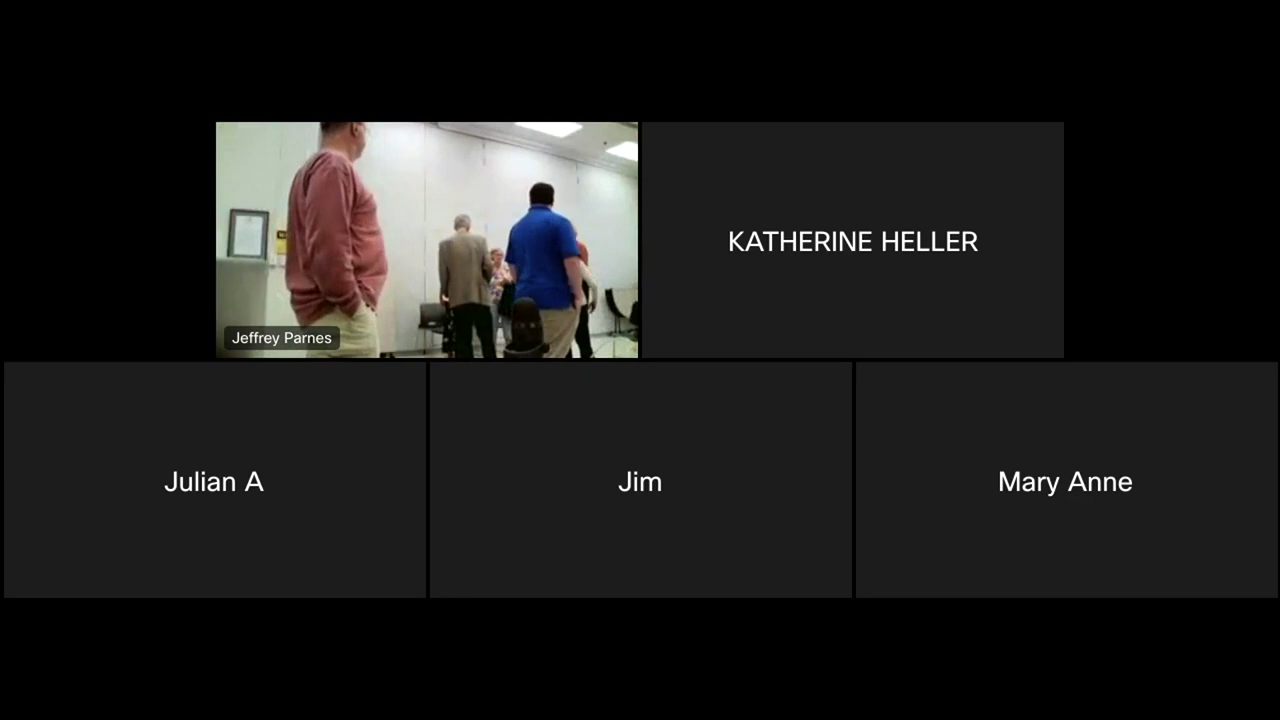 Jeffrey Parnes
KATHERINE HELLER
Julian A
Jim
Mary Anne